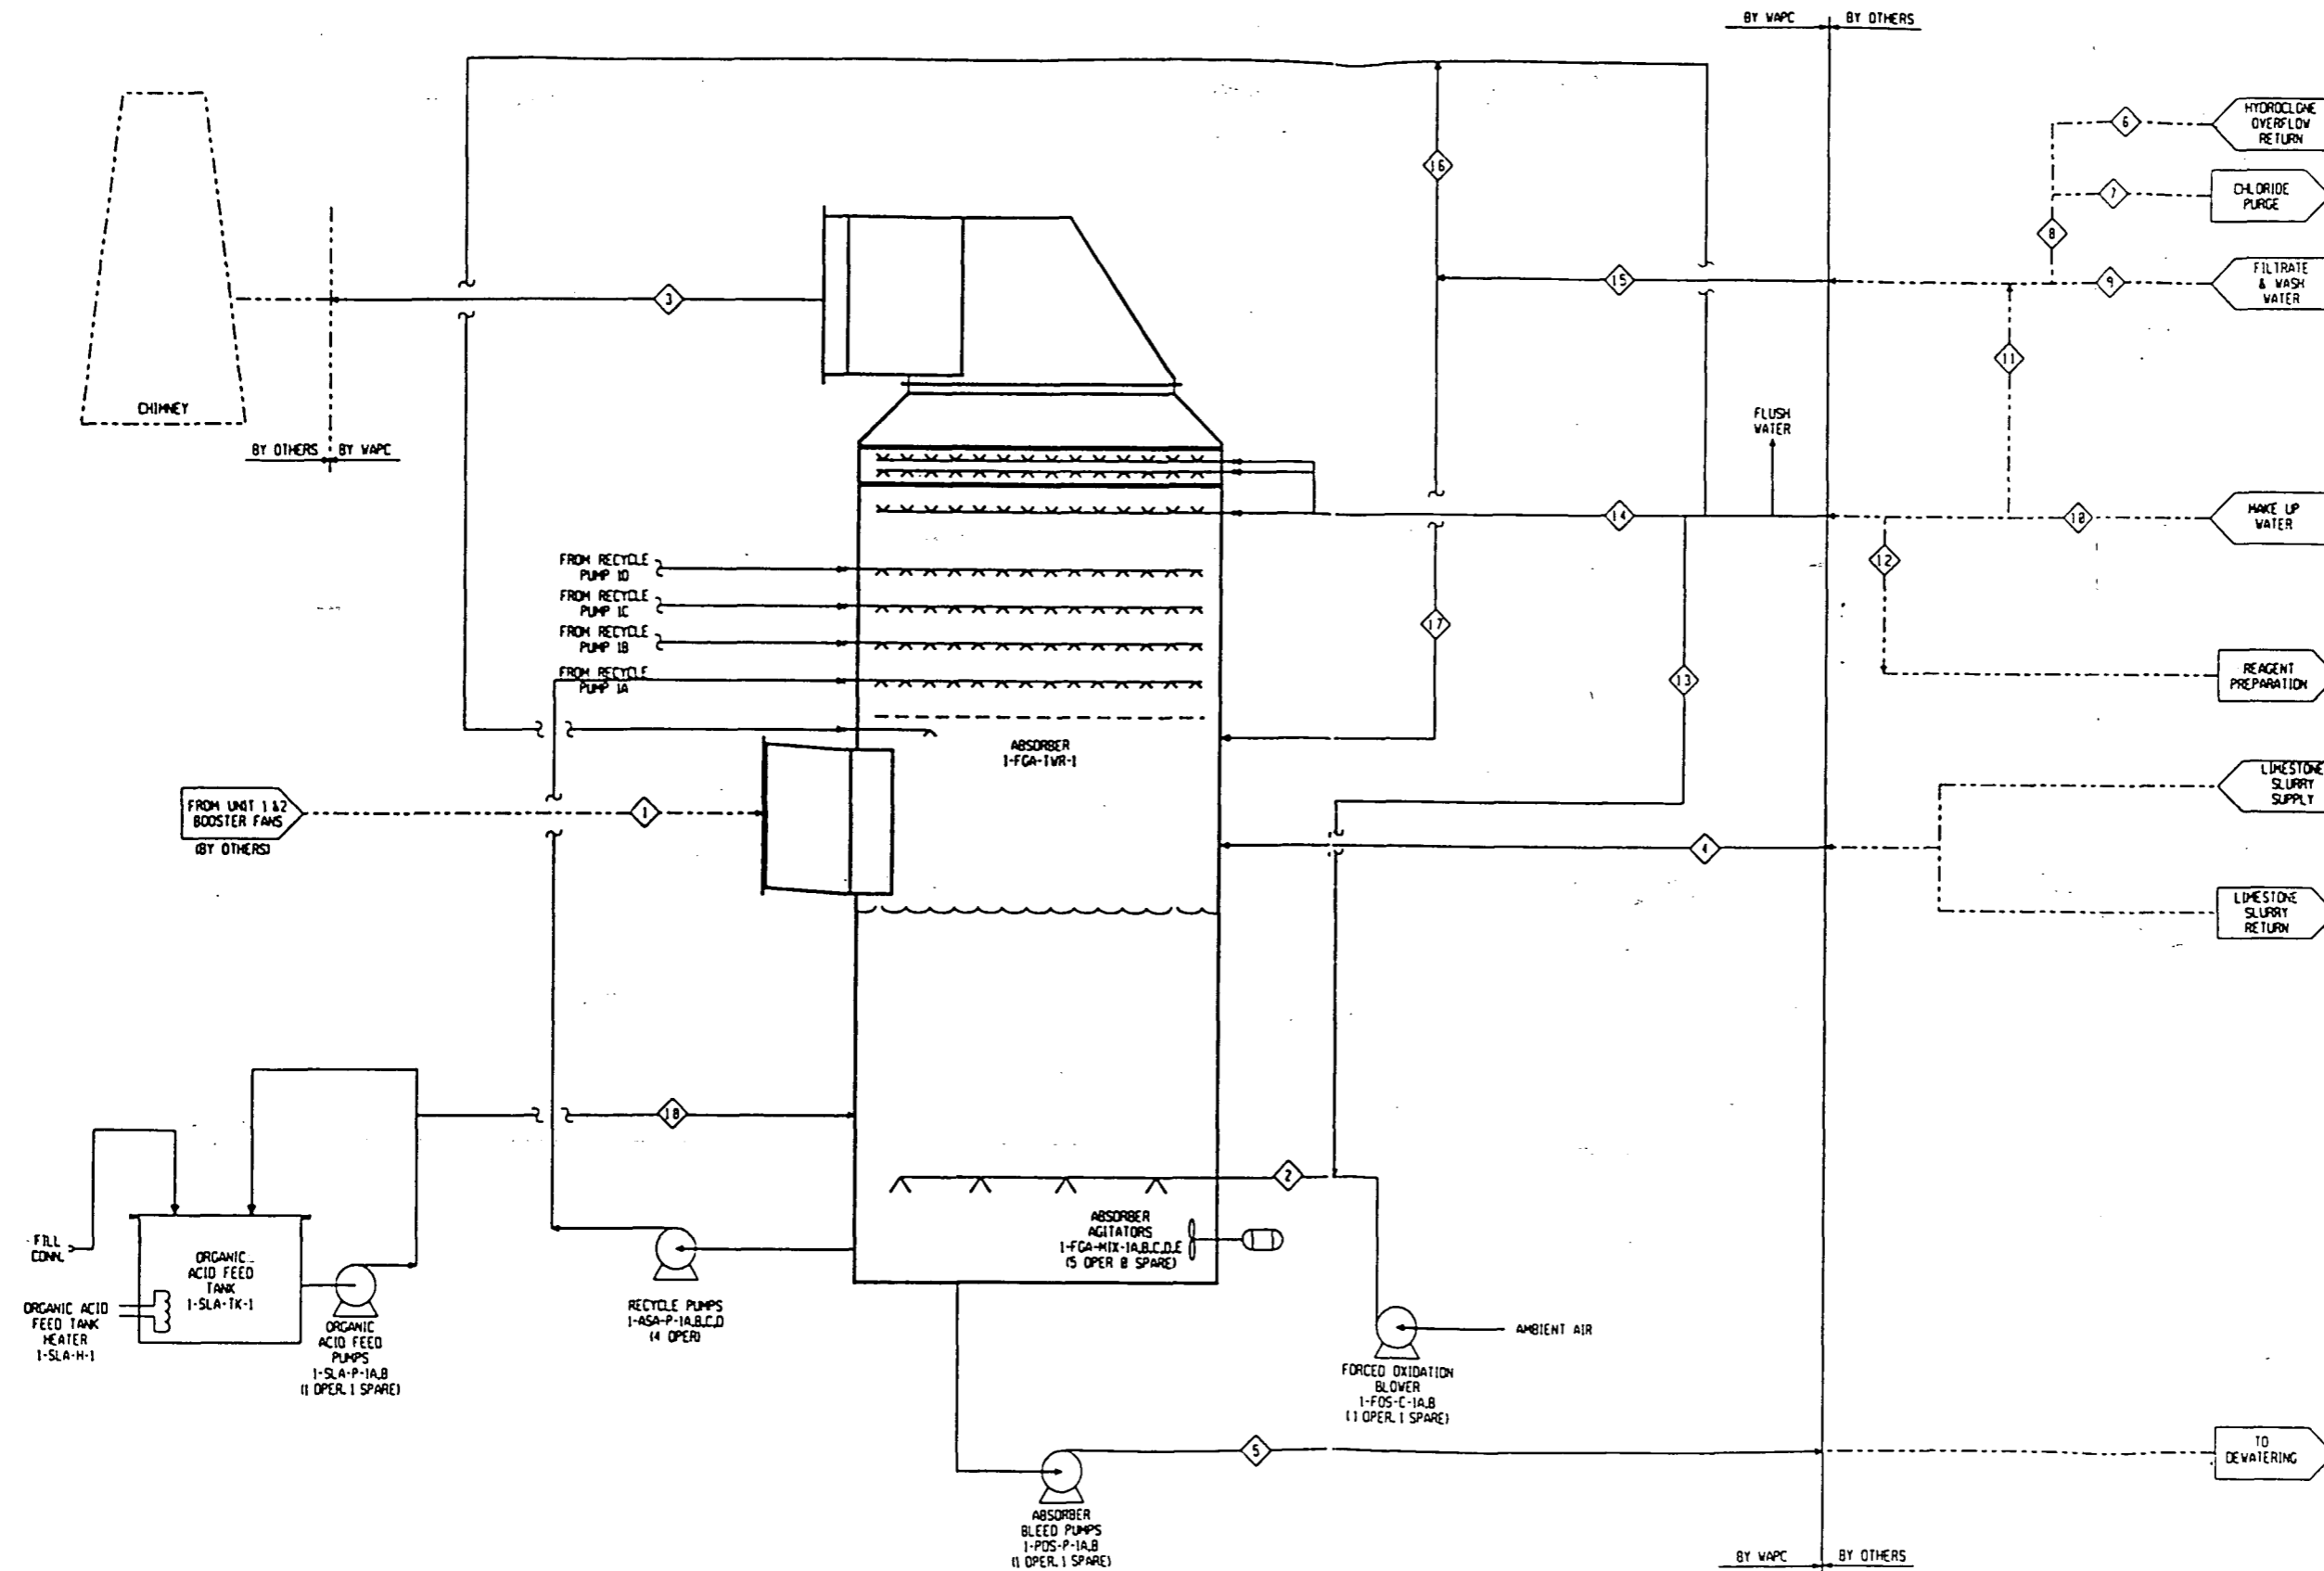 BY WAPC
BY OTHERS
HYDROCLONE
OVERFLOW
RETURN
6
CHLORIDE
PURGE
7
16
8
FILTRATE
& WASH
WATER
9
15
3
11
CHIMNEY
BY OTHERS
BY WAPC
FLUSH
WATER
MAKE UP
WATER
10
14
12
FROM RECYCLE
PUMP 1D
FROM RECYCLE
PUMP 1C
FROM RECYCLE
PUMP 1B
FROM RECYCLE
PUMP 1A
17
13
REAGENT
PREPARATION
ABSORBER
1-FGA-TWR-1
FROM UNIT 1 &2
BOOSTER FANS
(BY OTHERS)
1
LIMESTONE
SLURRY
SUPPLY
4
LIMESTONE
SLURRY
RETURN
18
2
ABSORBER
AGITATORS
1-FGA-MIX-1A,B,C,D,E
(5 OPER 0 SPARE)
FILL
CONN.
ORGANIC
ACID FEED
TANK
1-SLA-TK-1
ORGANIC ACID
FEED TANK
HEATER
1-SLA-H-1
ORGANIC
ACID FEED
PUMPS
1-SLA-P-1A,B
(1 OPER. 1 SPARE)
RECYCLE PUMPS
1-ASA-P-1A,B,C,D
(4 OPER)
AMBIENT AIR
FORCED OXIDATION
BLOWER
1-FOS-C-1A,B
(1 OPER. 1 SPARE)
5
TO
DEWATERING
ABSORBER
BLEED PUMPS
1-PDS-P-1A,B
(1 OPER. 1 SPARE)
BY WAPC
BY OTHERS